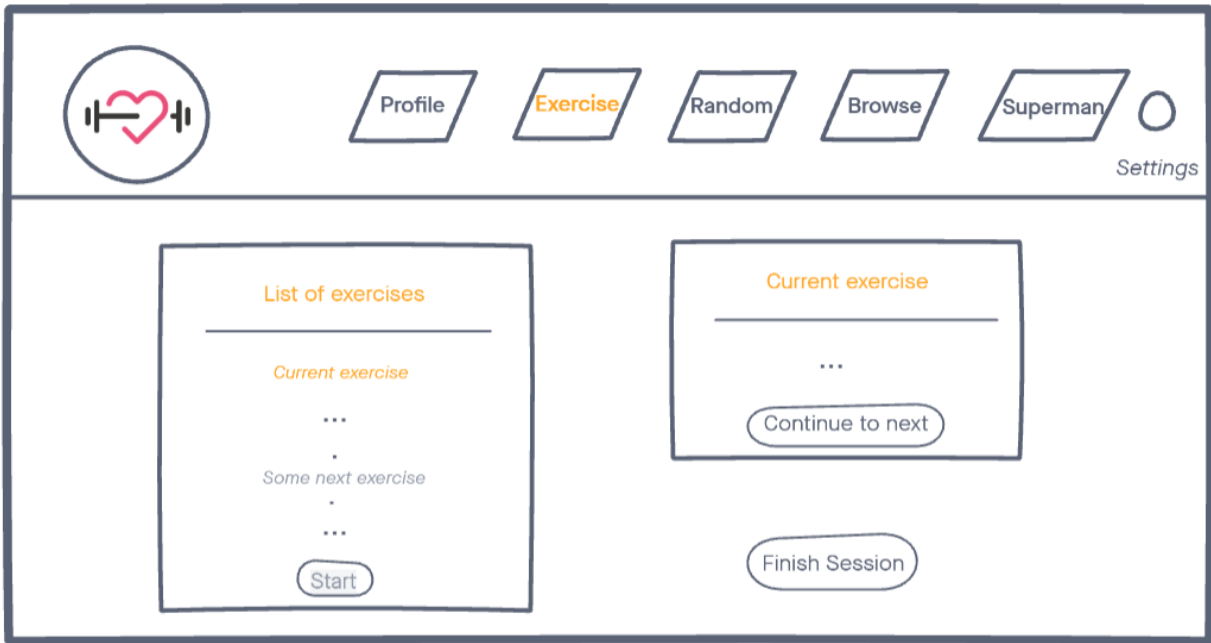 Profile
Exercise
Random
Browse
Superman
Settings
List of exercises
Current exercise
...
.
Some next exercise
.
...
Start
Current exercise
...
Continue to next
Finish Session